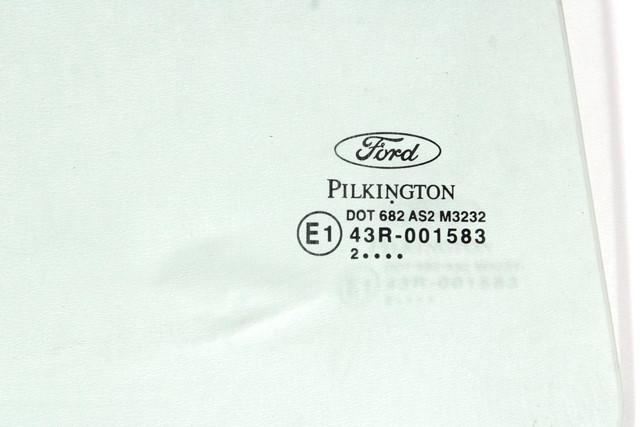 Ford
PILKINGTON
DOT 682 AS2 M3232
E1 43R-001583
2••••